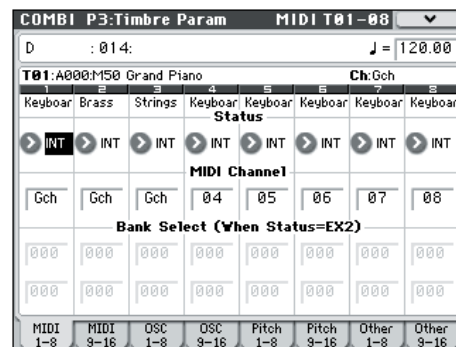 COMBI P3:Timbre Param MIDI T01-08
D :014: ♩= 120.00
T01:A000:M50 Grand Piano Ch:Gch
1 2 3 4 5 6 7 8
Keyboar Brass Strings Keyboar Keyboar Keyboar Keyboar Keyboar
Status
INT INT INT INT INT INT INT INT
MIDI Channel
Gch Gch Gch 04 05 06 07 08
Bank Select (When Status=EX2)
000 000 000 000 000 000 000 000
000 000 000 000 000 000 000 000
MIDI MIDI OSC OSC Pitch Pitch Other Other
1-8 9-16 1-8 9-16 1-8 9-16 1-8 9-16